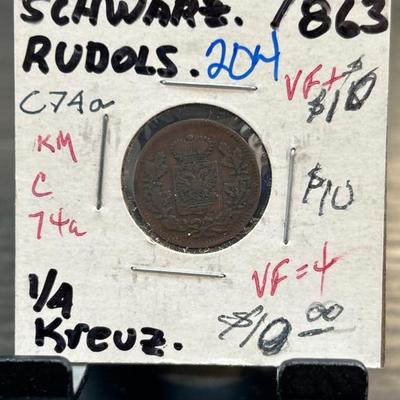 SCHWARZ. 1863
RUDOLS. 204
C74a
VF+
$10
KM
C
74a
$10
VF=4
1/4
Kreuz.
$10.00